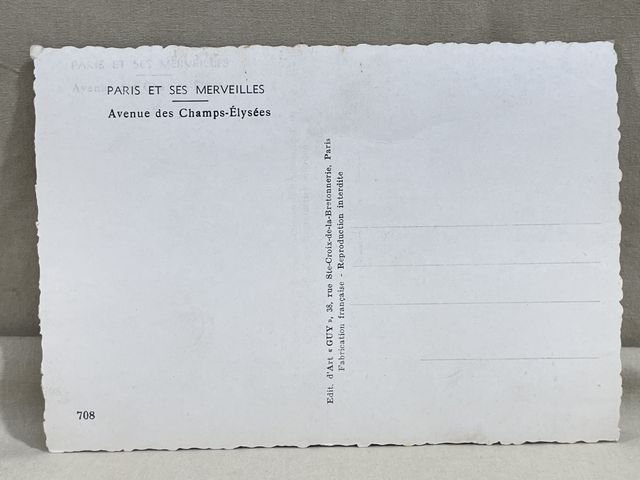 PARIS ET SES MERVEILLES
Avenue des Champs-Élysées
Edit. d'Art « GUY », 38, rue Ste-Croix-de-la-Bretonnerie, Paris
Fabrication française - Reproduction interdite
708